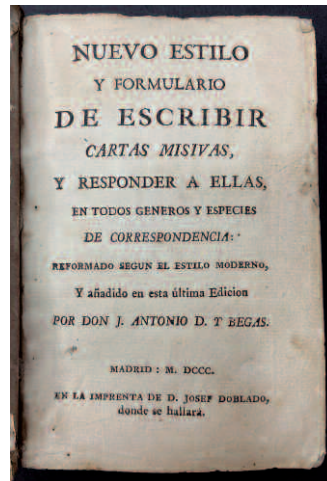 NUEVO ESTILO
Y FORMULARIO
DE ESCRIBIR
CARTAS MISIVAS,
Y RESPONDER A ELLAS,
EN TODOS GENEROS Y ESPECIES
DE CORRESPONDENCIA:
REFORMADO SEGUN EL ESTILO MODERNO,
Y añadido en esta última Edicion
POR DON J. ANTONIO D. Y BEGAS.
MADRID : M. DCCC.
EN LA IMPRENTA DE D. JOSEF DOBLADO,
donde se hallará.